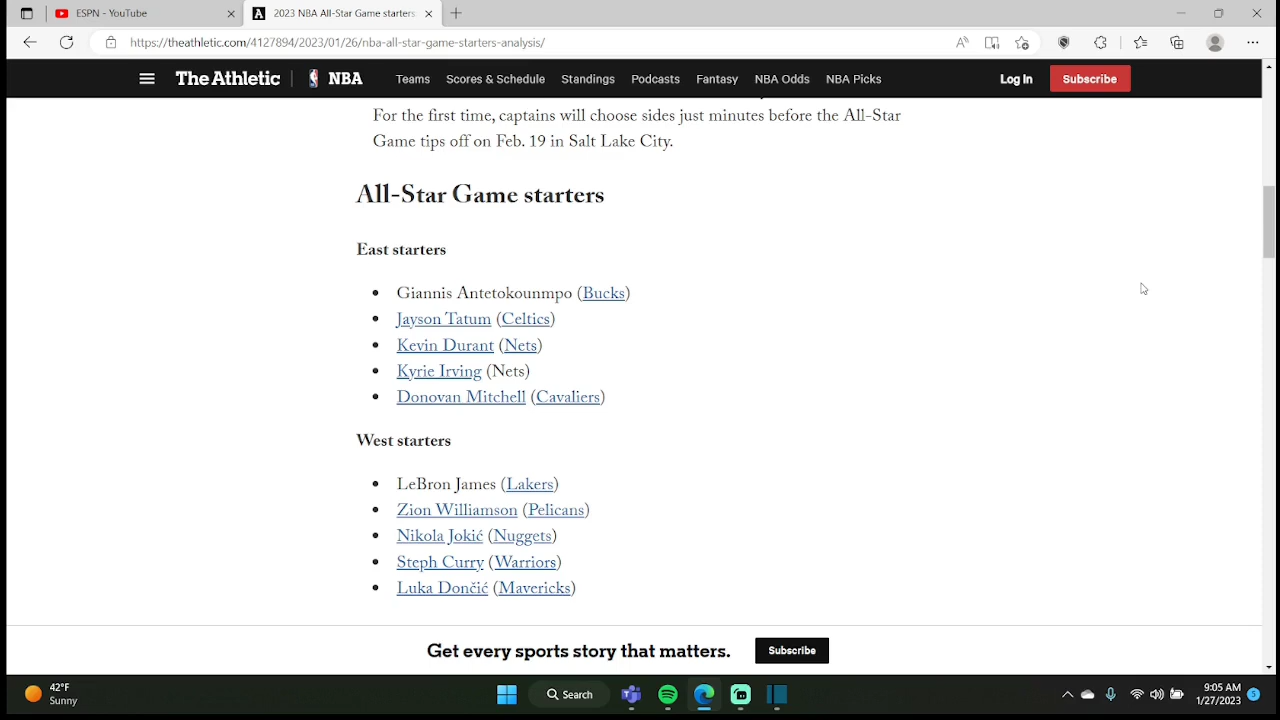 ESPN - YouTube
2023 NBA All-Star Game starters
https://theathletic.com/4127894/2023/01/26/nba-all-star-game-starters-analysis/
The Athletic NBA Teams Scores & Schedule Standings Podcasts Fantasy NBA Odds NBA Picks Log In Subscribe
For the first time, captains will choose sides just minutes before the All-Star
Game tips off on Feb. 19 in Salt Lake City.
All-Star Game starters
East starters
Giannis Antetokounmpo (Bucks)
Jayson Tatum (Celtics)
Kevin Durant (Nets)
Kyrie Irving (Nets)
Donovan Mitchell (Cavaliers)
West starters
LeBron James (Lakers)
Zion Williamson (Pelicans)
Nikola Jokić (Nuggets)
Steph Curry (Warriors)
Luka Dončić (Mavericks)
Get every sports story that matters. Subscribe
42°F
Sunny
Search
9:05 AM
1/27/2023
5